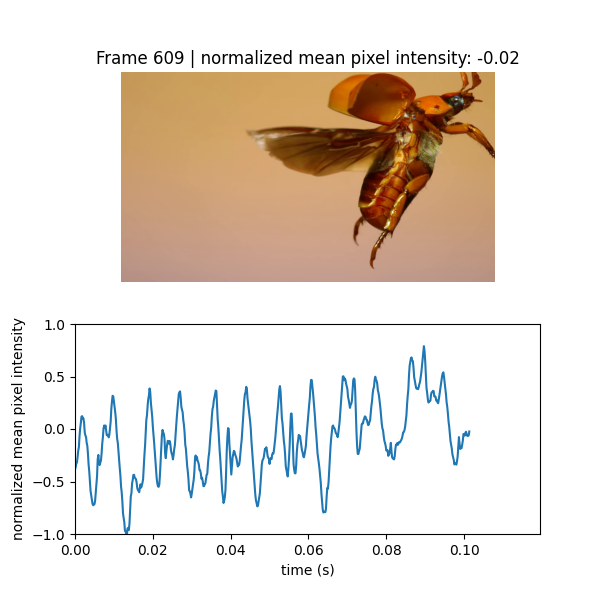 Frame 609 | normalized mean pixel intensity: -0.02
normalized mean pixel intensity
1.0
0.5
0.0
−0.5
−1.0
0.00 0.02 0.04 0.06 0.08 0.10
time (s)